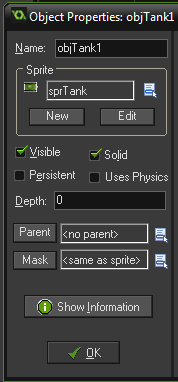 Object Properties: objTank1
Name: objTank1
Sprite
sprTank
New Edit
Visible Solid
Persistent Uses Physics
Depth: 0
Parent <no parent>
Mask <same as sprite>
Show Information
OK